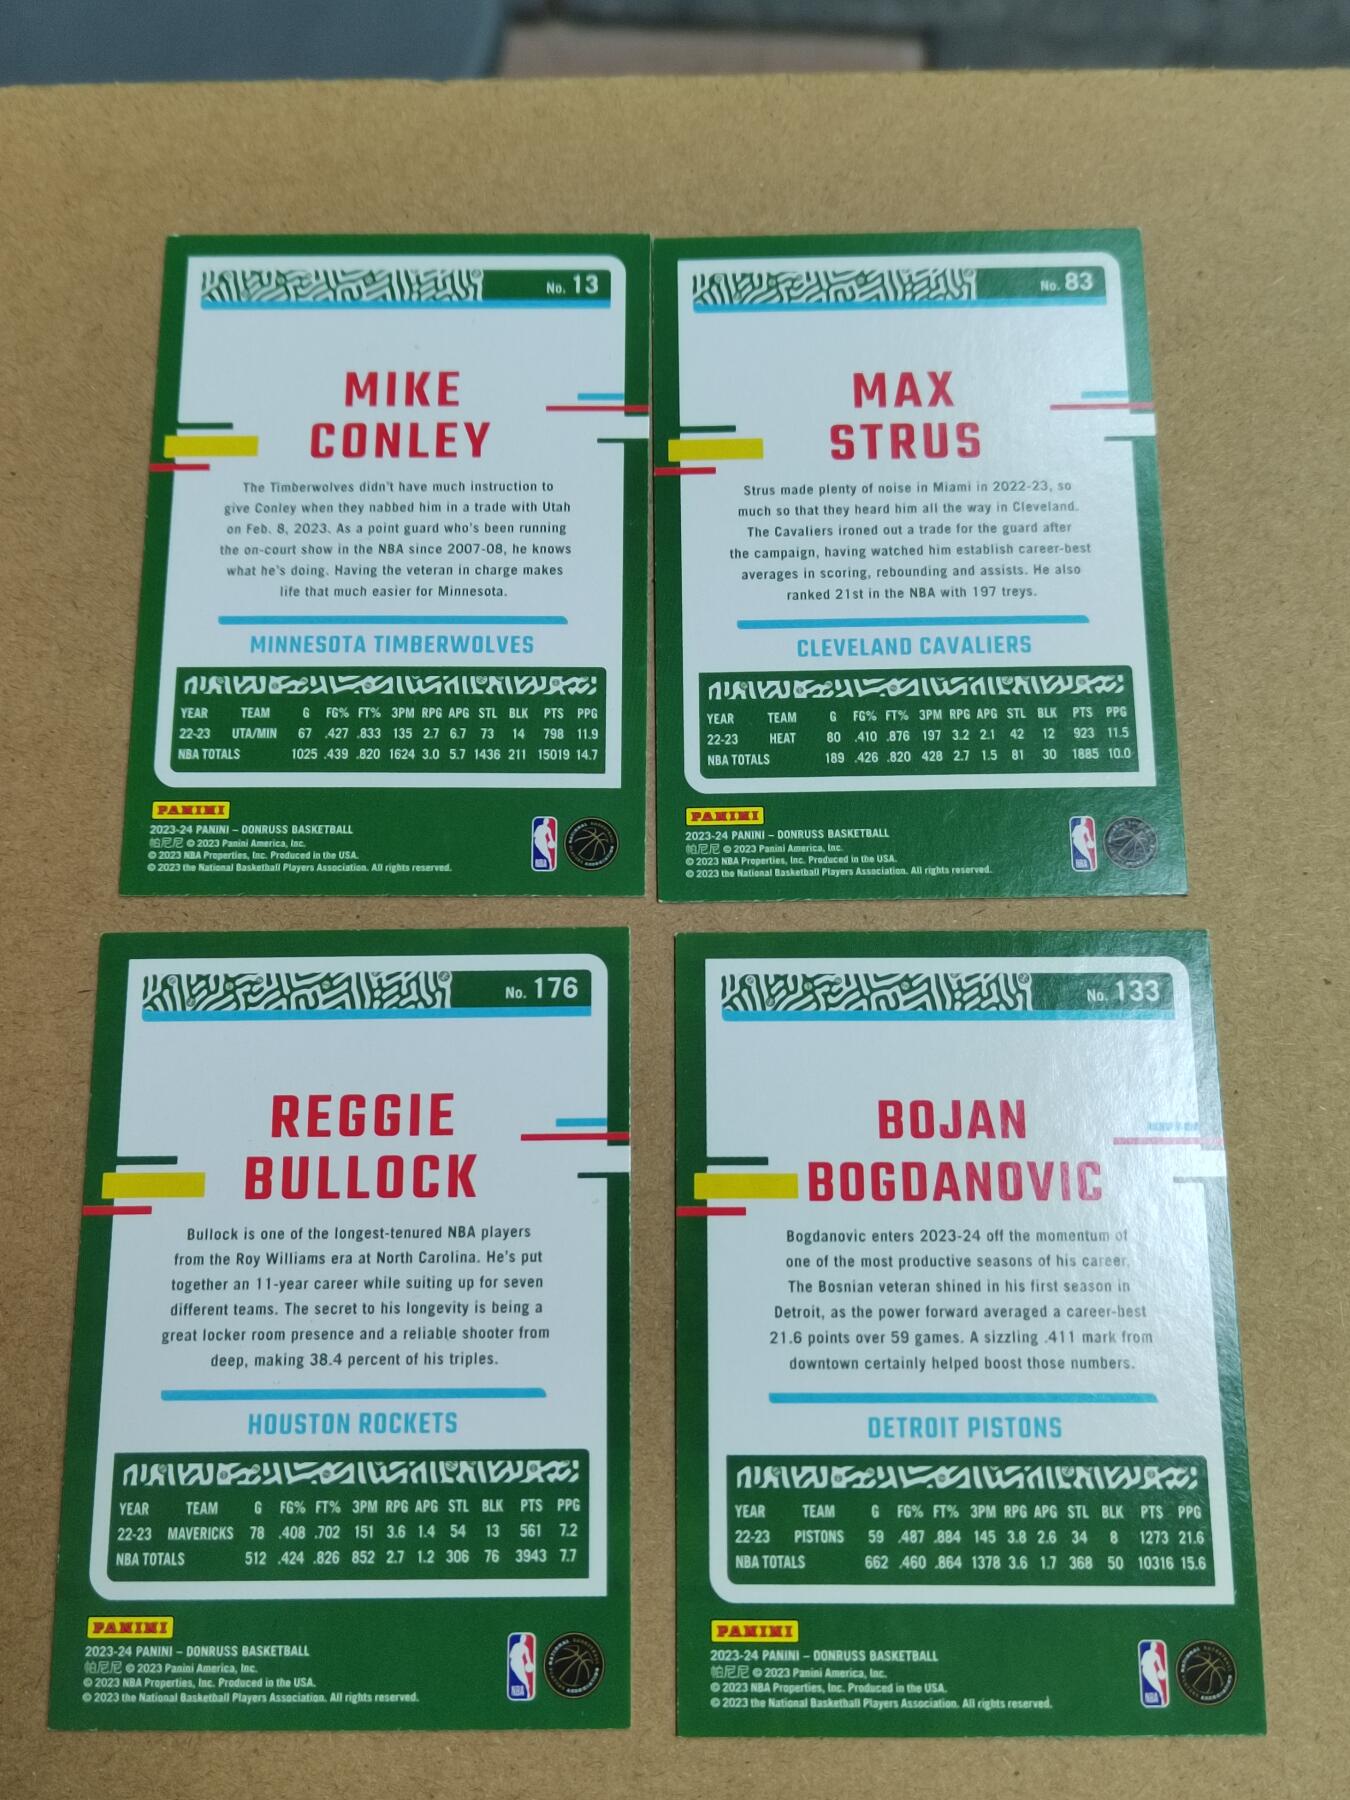 No. 13
MIKE
CONLEY
The Timberwolves didn't have much instruction to
give Conley when they nabbed him in a trade with Utah
on Feb. 8, 2023. As a point guard who's been running
the on-court show in the NBA since 2007-08, he knows
what he's doing. Having the veteran in charge makes
life that much easier for Minnesota.
MINNESOTA TIMBERWOLVES
YEAR TEAM G FG% FT% 3PM RPG APG STL BLK PTS PPG
22-23 UTA/MIN 67 .427 .833 135 2.7 6.7 73 14 798 11.9
NBA TOTALS 1025 .439 .820 1624 3.0 5.7 1436 211 15019 14.7
PANINI
2023-24 PANINI – DONRUSS BASKETBALL
帕尼尼 © 2023 Panini America, Inc.
© 2023 NBA Properties, Inc. Produced in the USA.
© 2023 the National Basketball Players Association. All rights reserved.
No. 83
MAX
STRUS
Strus made plenty of noise in Miami in 2022-23, so
much so that they heard him all the way in Cleveland.
The Cavaliers ironed out a trade for the guard after
the campaign, having watched him establish career-best
averages in scoring, rebounding and assists. He also
ranked 21st in the NBA with 197 treys.
CLEVELAND CAVALIERS
YEAR TEAM G FG% FT% 3PM RPG APG STL BLK PTS PPG
22-23 HEAT 80 .410 .876 197 3.2 2.1 42 12 923 11.5
NBA TOTALS 189 .426 .820 428 2.7 1.5 81 30 1885 10.0
PANINI
2023-24 PANINI – DONRUSS BASKETBALL
帕尼尼 © 2023 Panini America, Inc.
© 2023 NBA Properties, Inc. Produced in the USA.
© 2023 the National Basketball Players Association. All rights reserved.
No. 176
REGGIE
BULLOCK
Bullock is one of the longest-tenured NBA players
from the Roy Williams era at North Carolina. He's put
together an 11-year career while suiting up for seven
different teams. The secret to his longevity is being a
great locker room presence and a reliable shooter from
deep, making 38.4 percent of his triples.
HOUSTON ROCKETS
YEAR TEAM G FG% FT% 3PM RPG APG STL BLK PTS PPG
22-23 MAVERICKS 78 .408 .702 151 3.6 1.4 54 13 561 7.2
NBA TOTALS 512 .424 .826 852 2.7 1.2 306 76 3943 7.7
PANINI
2023-24 PANINI – DONRUSS BASKETBALL
帕尼尼 © 2023 Panini America, Inc.
© 2023 NBA Properties, Inc. Produced in the USA.
© 2023 the National Basketball Players Association. All rights reserved.
NBA
No. 133
BOJAN
BOGDANOVIC
Bogdanovic enters 2023-24 off the momentum of
one of the most productive seasons of his career.
The Bosnian veteran shined in his first season in
Detroit, as the power forward averaged a career-best
21.6 points over 59 games. A sizzling .411 mark from
downtown certainly helped boost those numbers.
DETROIT PISTONS
YEAR TEAM G FG% FT% 3PM RPG APG STL BLK PTS PPG
22-23 PISTONS 59 .487 .884 145 3.8 2.6 34 8 1273 21.6
NBA TOTALS 662 .460 .864 1378 3.6 1.7 368 50 10316 15.6
PANINI
2023-24 PANINI – DONRUSS BASKETBALL
帕尼尼 © 2023 Panini America, Inc.
© 2023 NBA Properties, Inc. Produced in the USA.
© 2023 the National Basketball Players Association. All rights reserved.
NBA